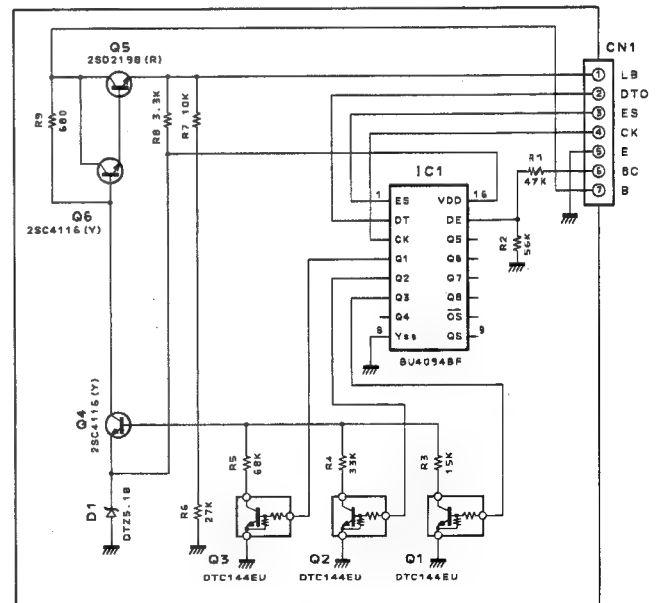 CN1
Q5
2SD2198 (R)
1 LB
2 DTO
3 ES
4 CK
5 E
6 BC
7 B
R9 680
R8 3.3K
R7 10K
R1
47K
R2 56K
Q6
2SC4116 (Y)
IC1
1 ES VDD 16
DT OE
CK Q5
Q1 Q6
Q2 Q7
Q3 Q8
Q4 QS
8 Vss QS 9
BU4094BF
Q4
2SC4116 (Y)
R5 68K
R4 33K
R3 15K
D1
DTZ5.1B
R6 27K
Q3
DTC144EU
Q2
DTC144EU
Q1
DTC144EU